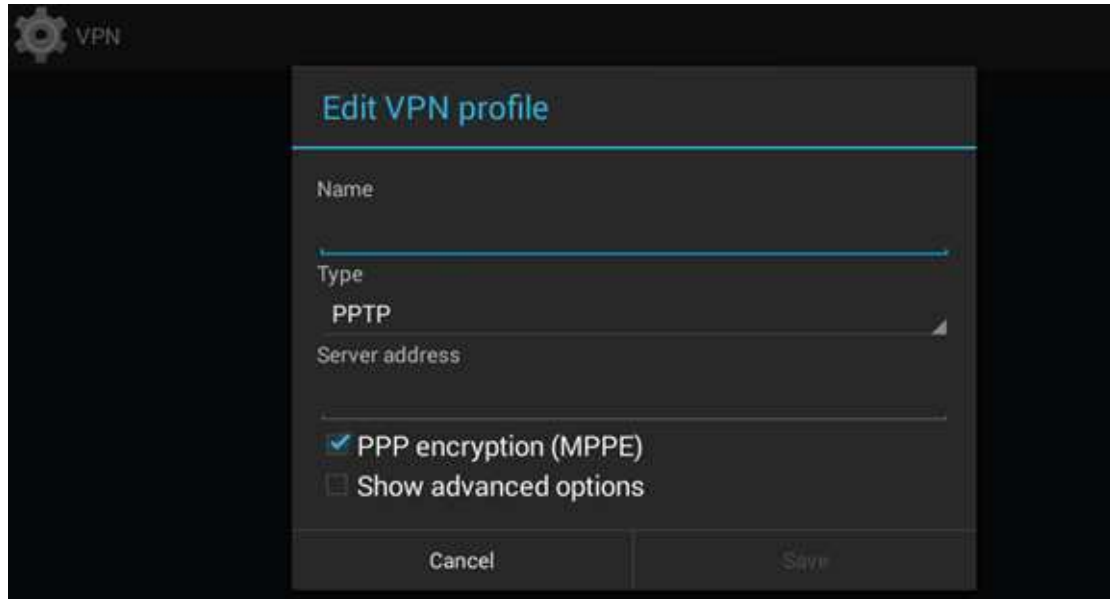 VPN
Edit VPN profile
Name
Type
PPTP
Server address
PPP encryption (MPPE)
Show advanced options
Cancel
Save